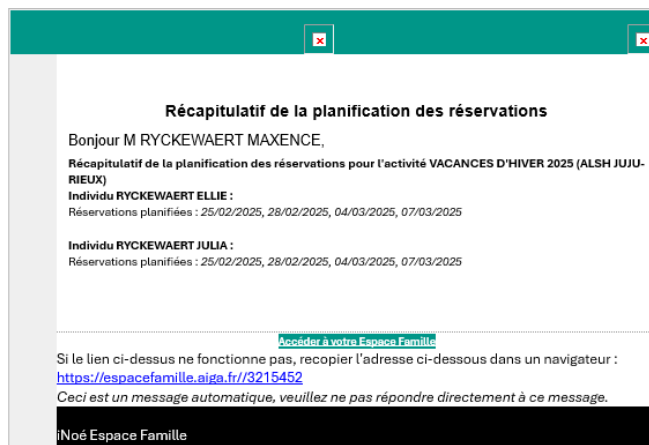 Récapitulatif de la planification des réservations
Bonjour M RYCKEWAERT MAXENCE,
Récapitulatif de la planification des réservations pour l'activité VACANCES D'HIVER 2025 (ALSH JUJU-
RIEUX)
Individu RYCKEWAERT ELLIE :
Réservations planifiées : 25/02/2025, 28/02/2025, 04/03/2025, 07/03/2025
Individu RYCKEWAERT JULIA :
Réservations planifiées : 25/02/2025, 28/02/2025, 04/03/2025, 07/03/2025
Accéder à votre Espace Famille
Si le lien ci-dessus ne fonctionne pas, recopier l'adresse ci-dessous dans un navigateur :
https://espacefamille.aiga.fr//3215452
Ceci est un message automatique, veuillez ne pas répondre directement à ce message.
iNoé Espace Famille